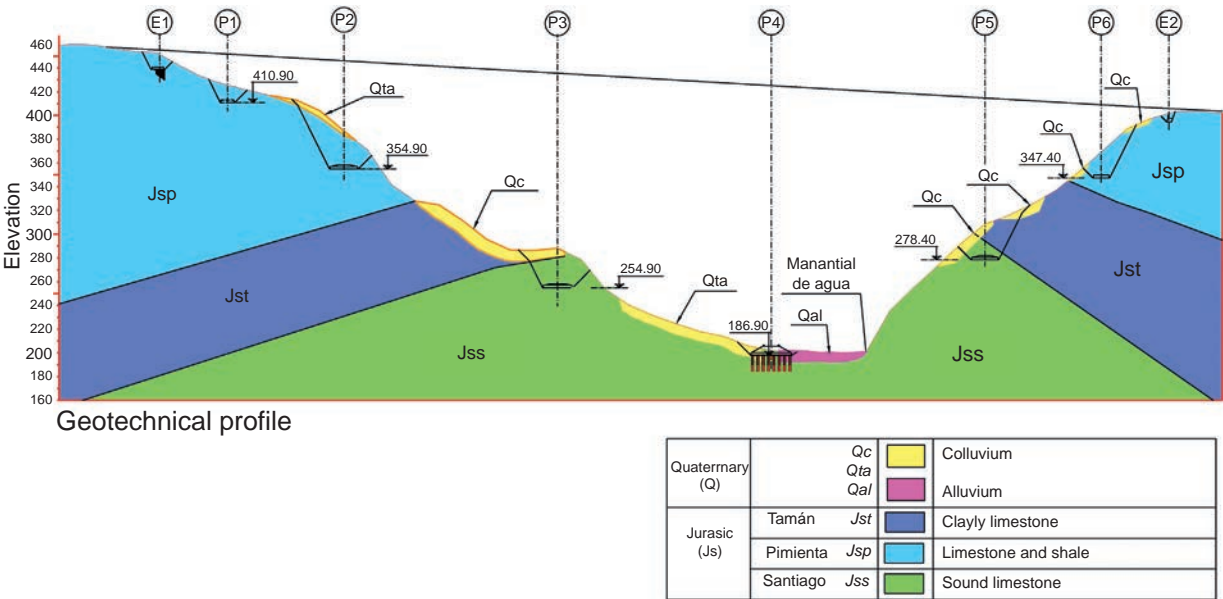 E1 P1 P2 P3 P4 P5 P6 E2
Elevation
460
440
420
400
380
360
340
320
300
280
260
240
220
200
180
160
410.90
Qta
354.90
Qc
Qc
Qc
347.40
Jsp
Jsp
Qc
Qc
278.40
254.90
Manantial
de agua
Qta
186.90
Qal
Jst
Jst
Jss
Jss
Geotechnical profile
Quaternary
(Q)
Qc
Qta
Qal
Colluvium
Alluvium
Jurasic
(Js)
Tamán Jst Clayly limestone
Pimienta Jsp Limestone and shale
Santiago Jss Sound limestone